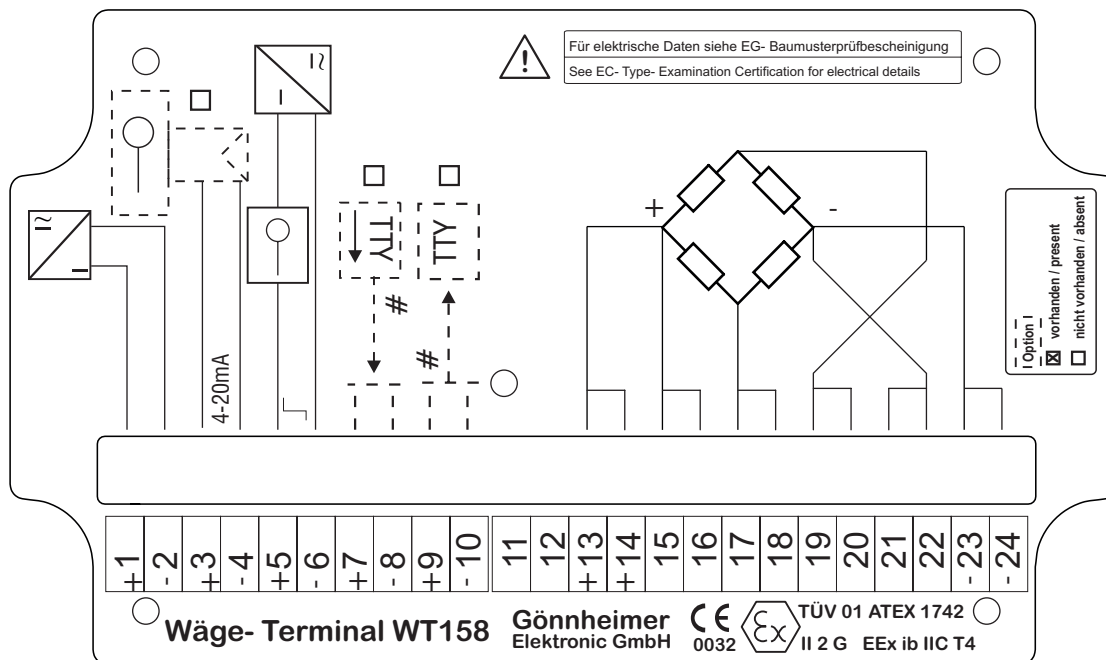 Für elektrische Daten siehe EG- Baumusterprüfbescheinigung
See EC- Type- Examination Certification for electrical details
4-20mA
TTY
TTY
#
#
+
-
Option
vorhanden / present
nicht vorhanden / absent
+1 -2 +3 -4 +5 -6 +7 -8 +9 -10 11 12 +13 +14 15 16 17 18 19 20 21 22 -23 -24
Wäge- Terminal WT158
Gönnheimer
Elektronic GmbH
CE
0032
Ex
TÜV 01 ATEX 1742
II 2 G EEx ib IIC T4